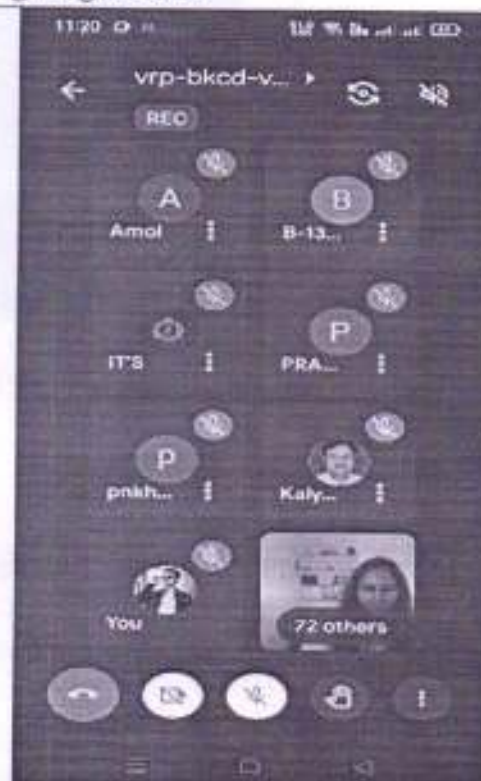 11:20
vrp-bkcd-v...
REC
A
B
Amol
B-13...
P
IT'S
PRA...
P
pnkh...
Kaly...
You
72 others